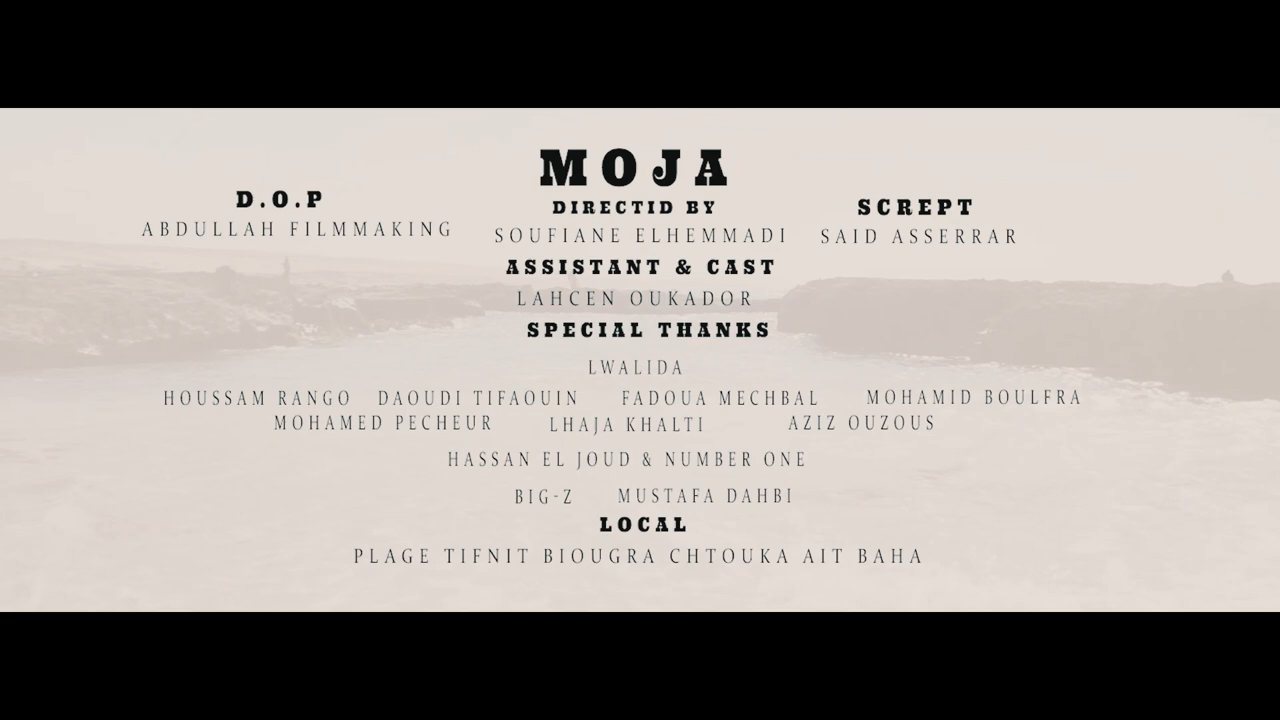 MOJA
D.O.P
ABDULLAH FILMMAKING
DIRECTID BY
SOUFIANE ELHEMMADI
SCREPT
SAID ASSERRAR
ASSISTANT & CAST
LAHCEN OUKADOR
SPECIAL THANKS
LWALIDA
HOUSSAM RANGO DAOUDI TIFAOUIN FADOUA MECHBAL MOHAMID BOULFRA
MOHAMED PECHEUR LHAJA KHALTI AZIZ OUZOUS
HASSAN EL JOUD & NUMBER ONE
BIG-Z MUSTAFA DAHBI
LOCAL
PLAGE TIFNIT BIOUGRA CHTOUKA AIT BAHA